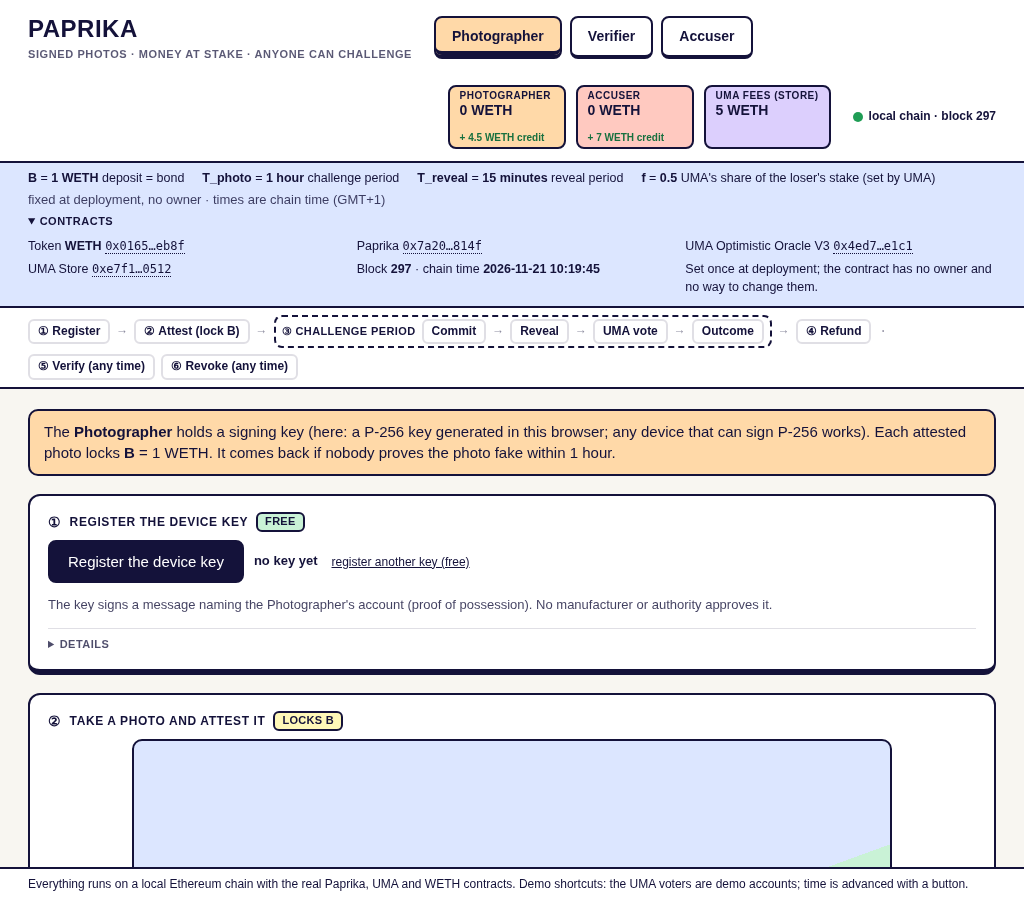 PAPRIKA
SIGNED PHOTOS · MONEY AT STAKE · ANYONE CAN CHALLENGE
Photographer
Verifier
Accuser
PHOTOGRAPHER
0 WETH
+ 4.5 WETH credit
ACCUSER
0 WETH
+ 7 WETH credit
UMA FEES (STORE)
5 WETH
local chain · block 297
B = 1 WETH deposit = bond T_photo = 1 hour challenge period T_reveal = 15 minutes reveal period f = 0.5 UMA's share of the loser's stake (set by UMA)
fixed at deployment, no owner · times are chain time (GMT+1)
▼ CONTRACTS
Token WETH 0x0165…eb8f
Paprika 0x7a20…814f
UMA Optimistic Oracle V3 0x4ed7…e1c1
UMA Store 0xe7f1…0512
Block 297 · chain time 2026-11-21 10:19:45
Set once at deployment; the contract has no owner and
no way to change them.
① Register → ② Attest (lock B) → ③ CHALLENGE PERIOD Commit → Reveal → UMA vote → Outcome → ④ Refund ·
⑤ Verify (any time) ⑥ Revoke (any time)
The Photographer holds a signing key (here: a P-256 key generated in this browser; any device that can sign P-256 works). Each attested
photo locks B = 1 WETH. It comes back if nobody proves the photo fake within 1 hour.
① REGISTER THE DEVICE KEY FREE
Register the device key no key yet register another key (free)
The key signs a message naming the Photographer's account (proof of possession). No manufacturer or authority approves it.
▶ DETAILS
② TAKE A PHOTO AND ATTEST IT LOCKS B
Everything runs on a local Ethereum chain with the real Paprika, UMA and WETH contracts. Demo shortcuts: the UMA voters are demo accounts; time is advanced with a button.